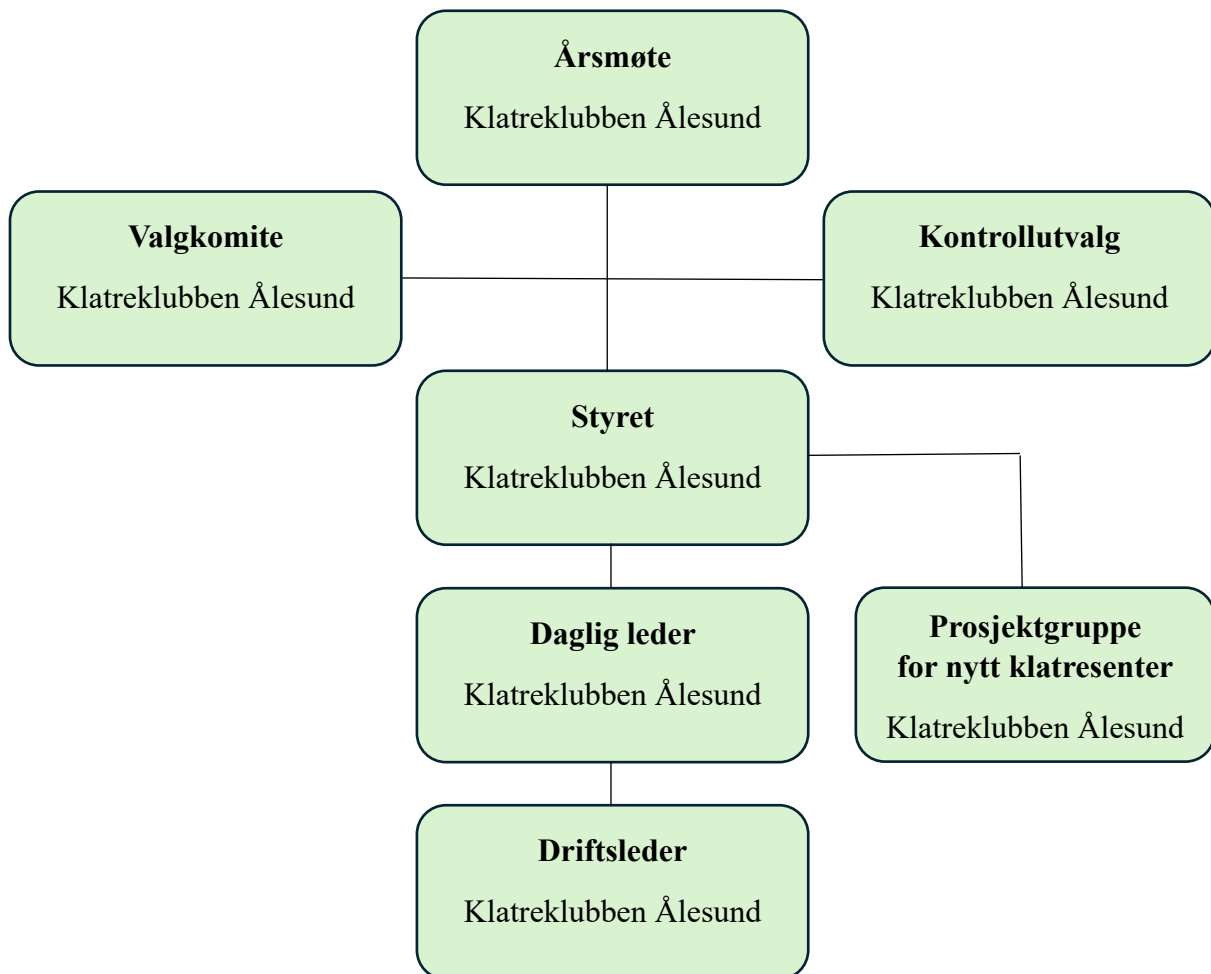 Årsmøte
Klatreklubben Ålesund
Valgkomite
Klatreklubben Ålesund
Kontrollutvalg
Klatreklubben Ålesund
Styret
Klatreklubben Ålesund
Daglig leder
Klatreklubben Ålesund
Prosjektgruppe
for nytt klatresenter
Klatreklubben Ålesund
Driftsleder
Klatreklubben Ålesund